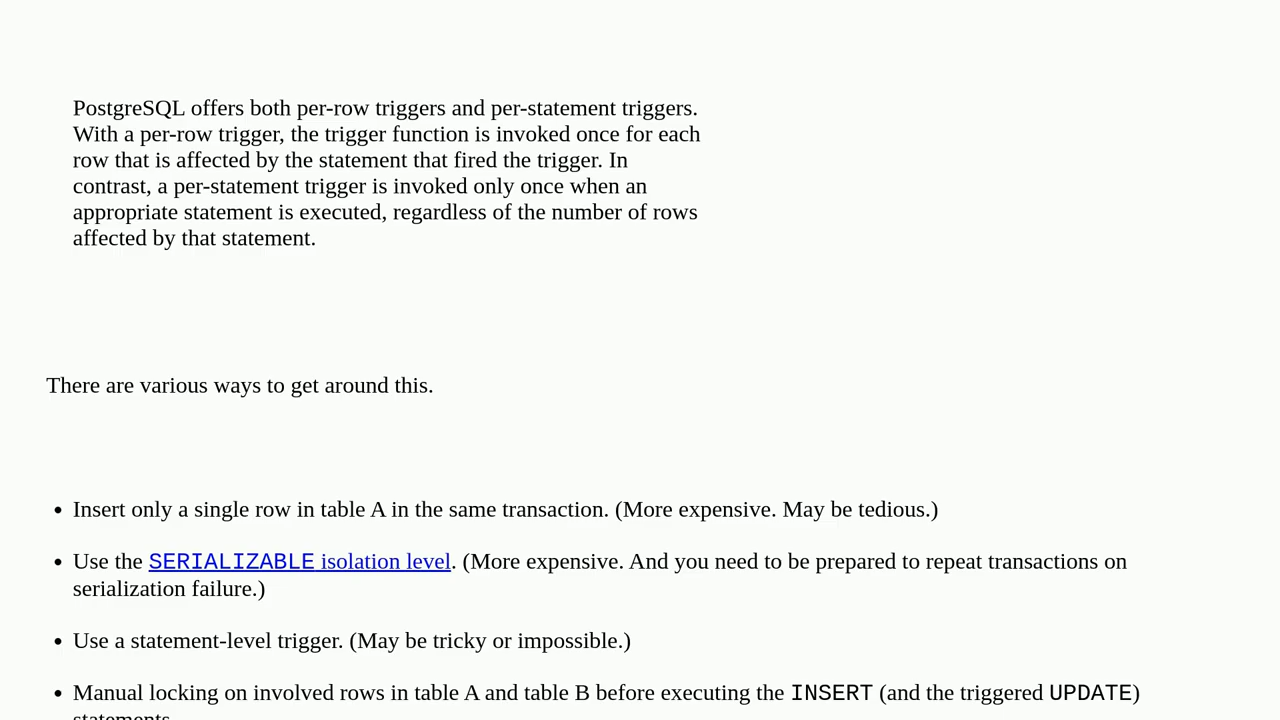 PostgreSQL offers both per-row triggers and per-statement triggers.
With a per-row trigger, the trigger function is invoked once for each
row that is affected by the statement that fired the trigger. In
contrast, a per-statement trigger is invoked only once when an
appropriate statement is executed, regardless of the number of rows
affected by that statement.
There are various ways to get around this.
• Insert only a single row in table A in the same transaction. (More expensive. May be tedious.)
• Use the SERIALIZABLE isolation level. (More expensive. And you need to be prepared to repeat transactions on
serialization failure.)
• Use a statement-level trigger. (May be tricky or impossible.)
• Manual locking on involved rows in table A and table B before executing the INSERT (and the triggered UPDATE)
statements.